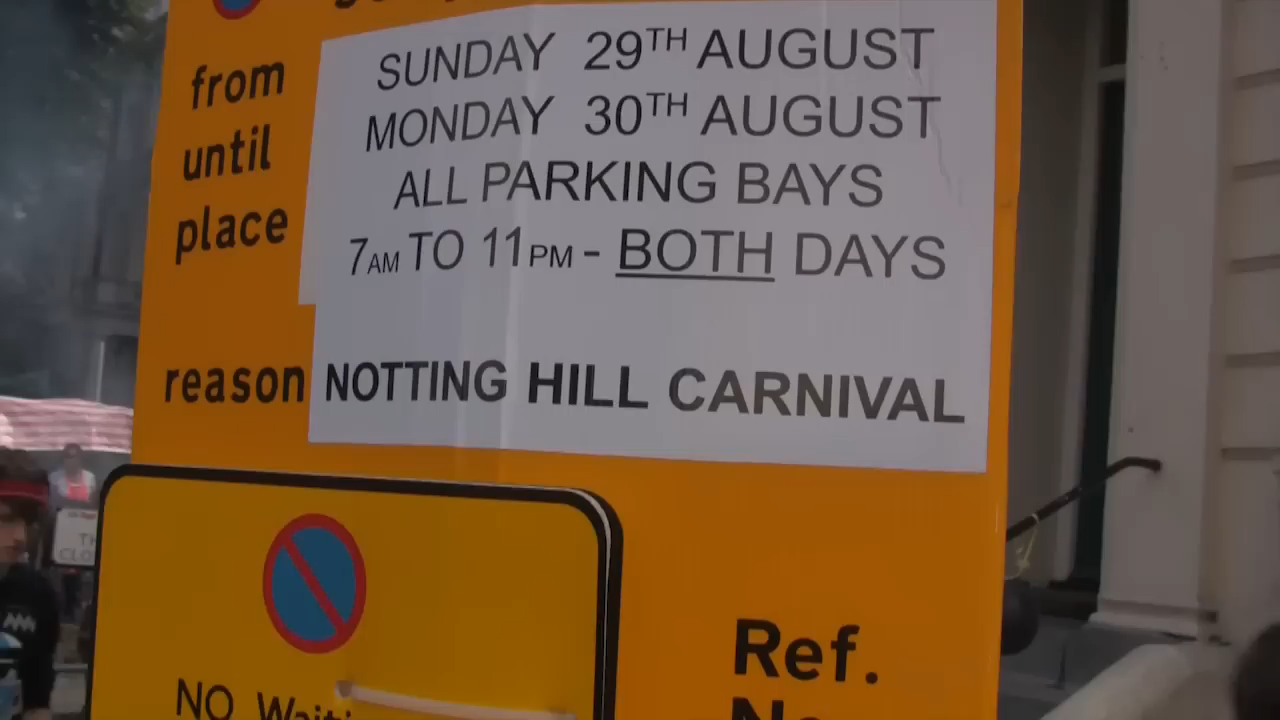 from
until
place
SUNDAY 29TH AUGUST
MONDAY 30TH AUGUST
ALL PARKING BAYS
7AM TO 11PM - BOTH DAYS
reason NOTTING HILL CARNIVAL
NO
Ref.